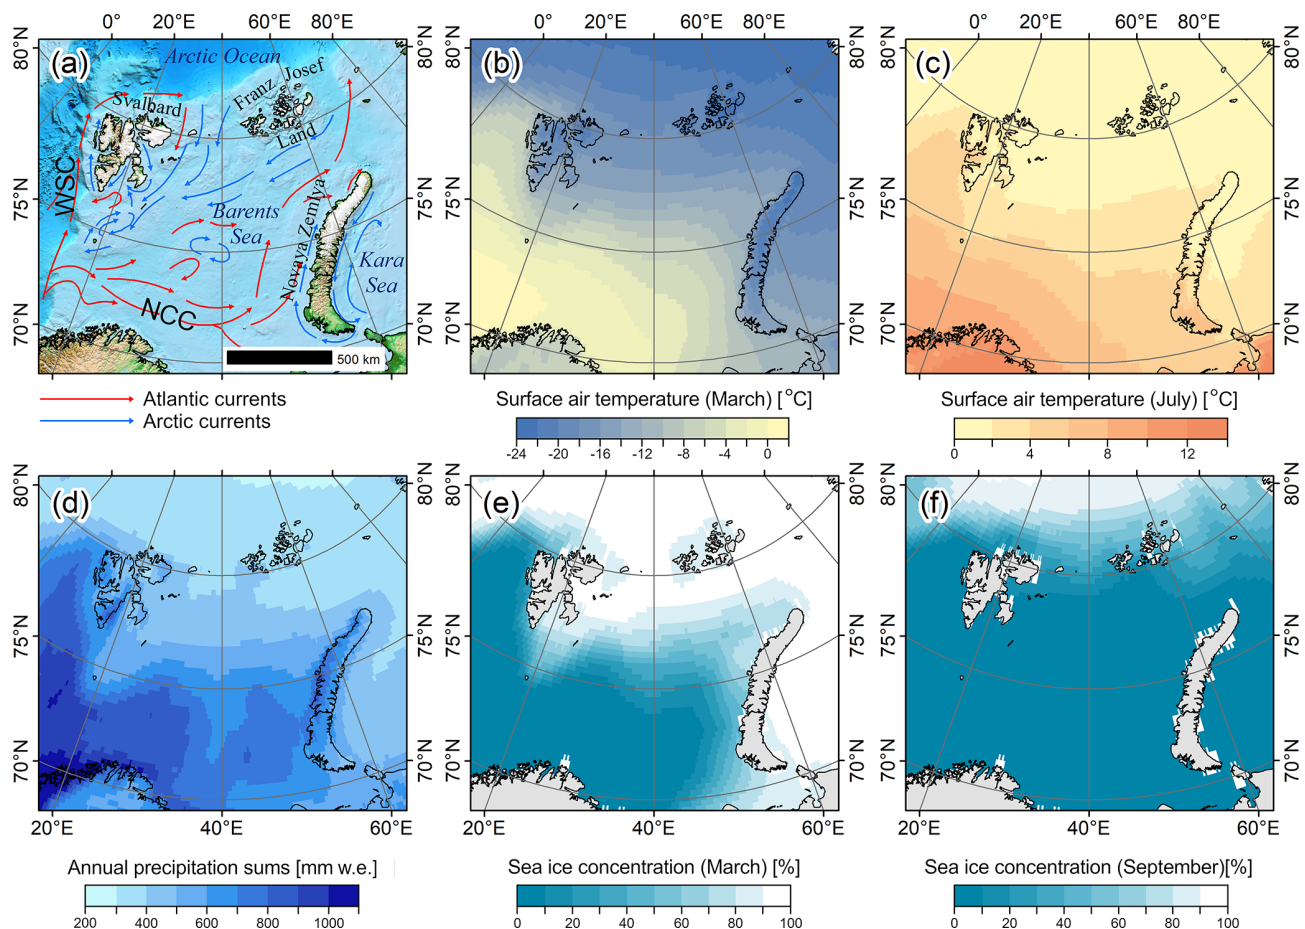 0° 20°E 60°E 80°E
0° 20°E 60°E 80°E
0° 20°E 60°E 80°E
(a)
Arctic Ocean
Svalbard
Franz Josef
Land
WSC
Barents
Sea
Novaya Zemlya
Kara
Sea
NCC
500 km
80°N
75°N
70°N
80°N
75°N
70°N
(b)
80°N
75°N
70°N
80°N
75°N
70°N
(c)
80°N
75°N
70°N
80°N
75°N
70°N
Atlantic currents
Arctic currents
Surface air temperature (March) [°C]
-24 -20 -16 -12 -8 -4 0
Surface air temperature (July) [°C]
0 4 8 12
(d)
80°N
75°N
70°N
80°N
75°N
70°N
20°E 40°E 60°E
(e)
80°N
75°N
70°N
80°N
75°N
70°N
20°E 40°E 60°E
(f)
80°N
75°N
70°N
80°N
75°N
70°N
20°E 40°E 60°E
Annual precipitation sums [mm w.e.]
200 400 600 800 1000
Sea ice concentration (March) [%]
0 20 40 60 80 100
Sea ice concentration (September)[%]
0 20 40 60 80 100